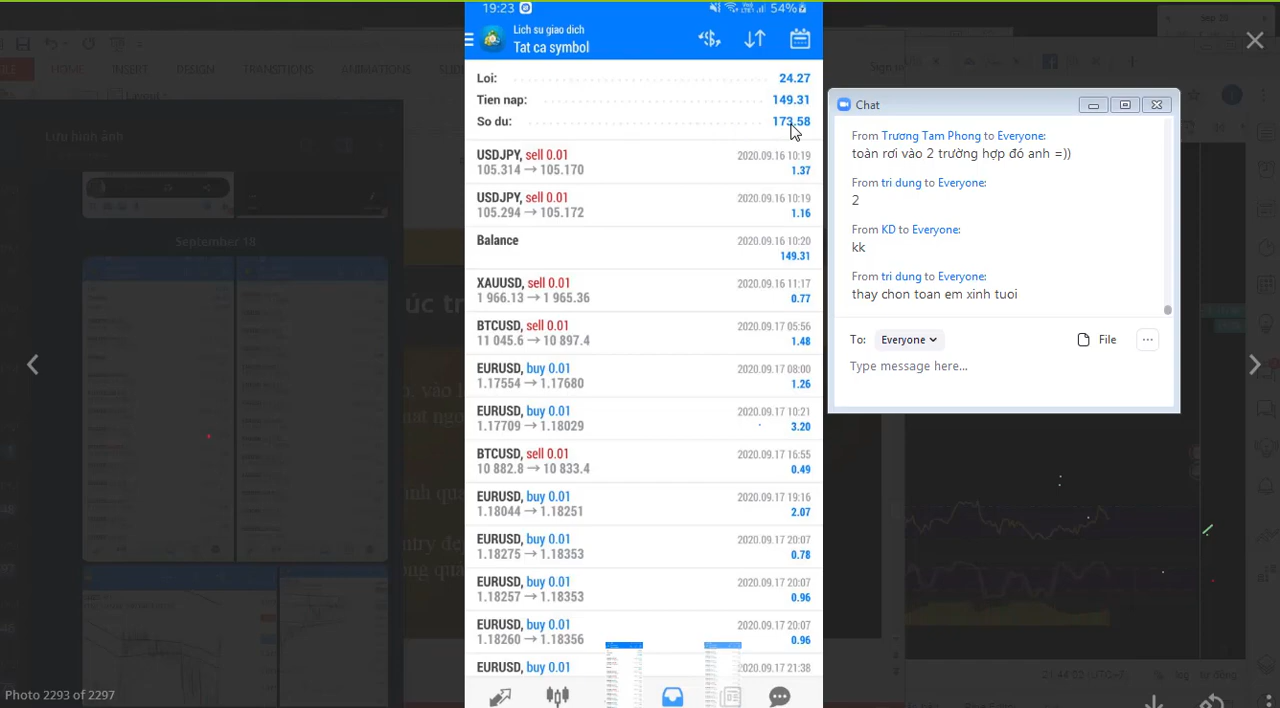 19:23
54%
Lich su giao dich
Tat ca symbol
Loi: 24.27
Tien nap: 149.31
So du: 173.58
USDJPY, sell 0.01 2020.09.16 10:19
105.314 → 105.170 1.37
USDJPY, sell 0.01 2020.09.16 10:19
105.294 → 105.172 1.16
Balance 2020.09.16 10:20
149.31
XAUUSD, sell 0.01 2020.09.16 11:17
1 966.13 → 1 965.36 0.77
BTCUSD, sell 0.01 2020.09.17 05:56
11 045.6 → 10 897.4 1.48
EURUSD, buy 0.01 2020.09.17 08:00
1.17554 → 1.17680 1.26
EURUSD, buy 0.01 2020.09.17 10:21
1.17709 → 1.18029 3.20
BTCUSD, sell 0.01 2020.09.17 16:55
10 882.8 → 10 833.4 0.49
EURUSD, buy 0.01 2020.09.17 19:16
1.18044 → 1.18251 2.07
EURUSD, buy 0.01 2020.09.17 20:07
1.18275 → 1.18353 0.78
EURUSD, buy 0.01 2020.09.17 20:07
1.18257 → 1.18353 0.96
EURUSD, buy 0.01 2020.09.17 20:07
1.18260 → 1.18356 0.96
EURUSD, buy 0.01 2020.09.17 21:38
Chat
From Trương Tam Phong to Everyone:
toàn rơi vào 2 trường hợp đó anh =))
From tri dung to Everyone:
2
From KD to Everyone:
kk
From tri dung to Everyone:
thay chon toan em xinh tuoi
To: Everyone File
Type message here...
HOME INSERT DESIGN TRANSITIONS ANIMATIONS
Layout
Lưu hình ảnh
September 18
Photo 2293 of 2297